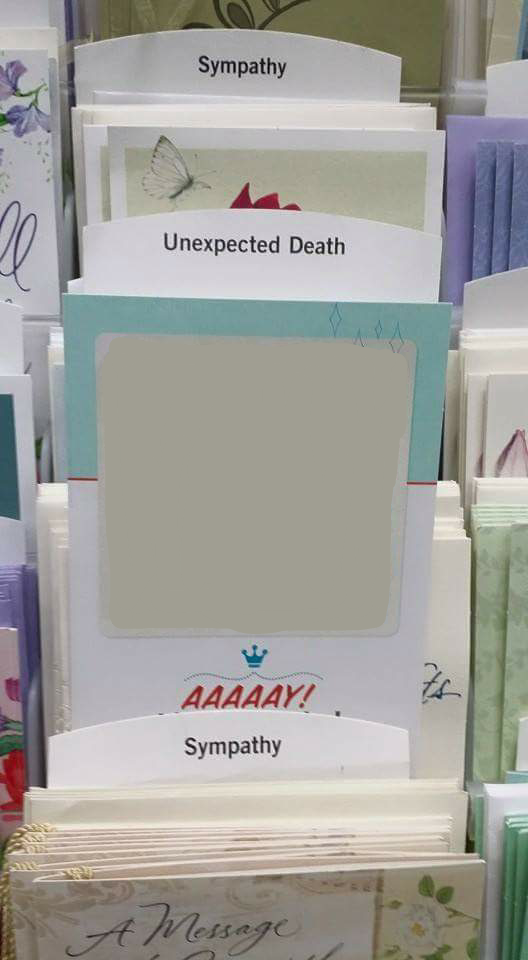 Sympathy
Unexpected Death
AAAAAY!
Sympathy
A Message